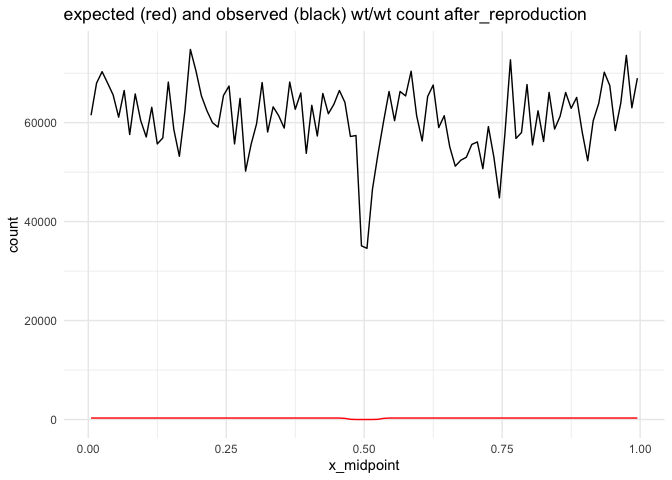 expected (red) and observed (black) wt/wt count after_reproduction
60000
40000
20000
0
count
0.00 0.25 0.50 0.75 1.00
x_midpoint